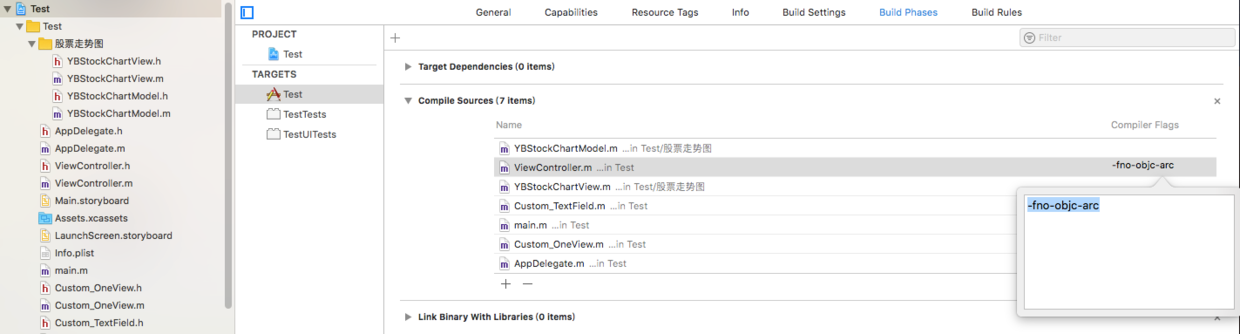 Test
Test
股票走势图
YBStockChartView.h
YBStockChartView.m
YBStockChartModel.h
YBStockChartModel.m
AppDelegate.h
AppDelegate.m
ViewController.h
ViewController.m
Main.storyboard
Assets.xcassets
LaunchScreen.storyboard
Info.plist
main.m
Custom_OneView.h
Custom_OneView.m
Custom_TextField.h
General Capabilities Resource Tags Info Build Settings Build Phases Build Rules
PROJECT
Test
TARGETS
Test
TestTests
TestUITests
Filter
Target Dependencies (0 items)
Compile Sources (7 items)
Name Compiler Flags
YBStockChartModel.m ...in Test/股票走势图
ViewController.m ...in Test -fno-objc-arc
YBStockChartView.m ...in Test/股票走势图
Custom_TextField.m ...in Test
main.m ...in Test
Custom_OneView.m ...in Test
AppDelegate.m ...in Test
-fno-objc-arc
Link Binary With Libraries (0 items)